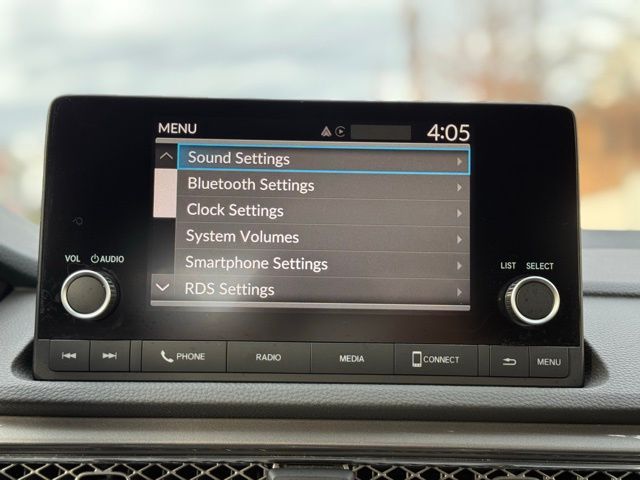 MENU
4:05
Sound Settings
Bluetooth Settings
Clock Settings
System Volumes
Smartphone Settings
RDS Settings
VOL AUDIO
LIST SELECT
PHONE
RADIO
MEDIA
CONNECT
MENU